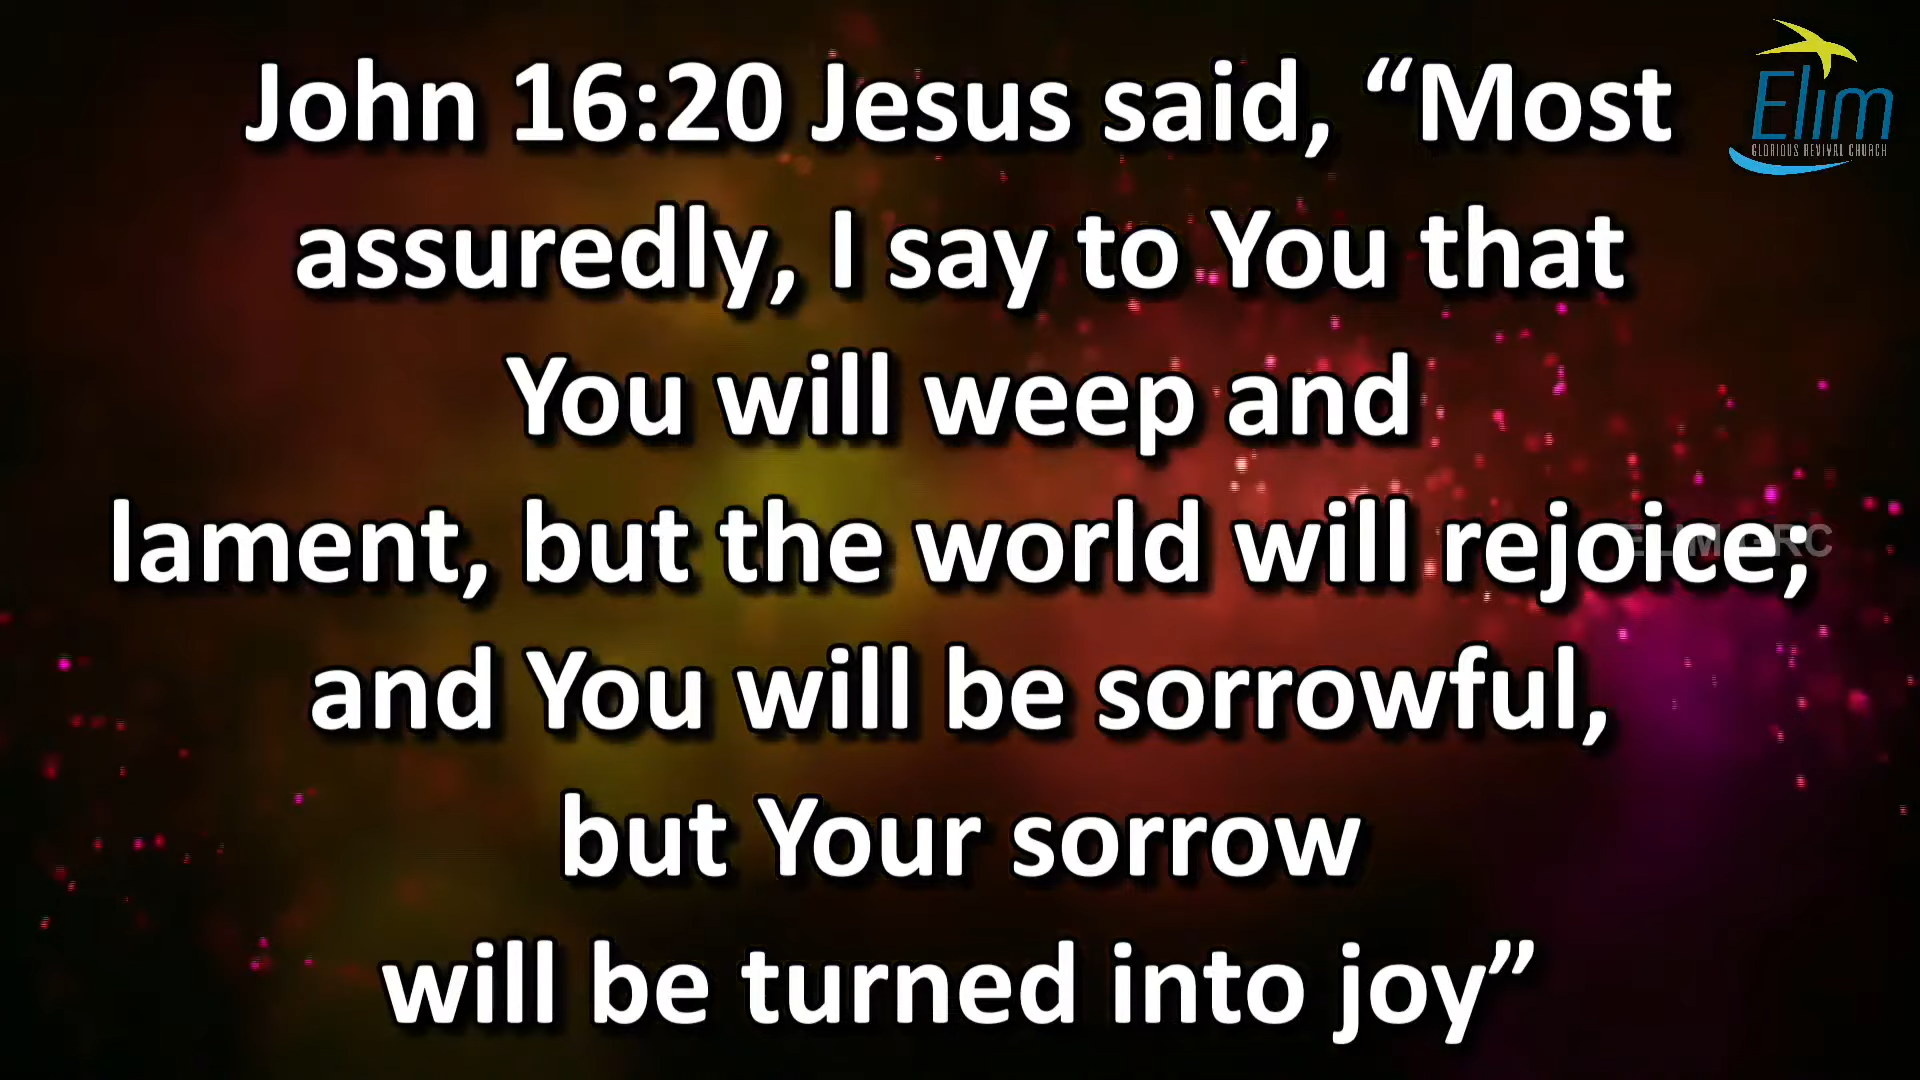 John 16:20 Jesus said, “Most
assuredly, I say to You that
You will weep and
lament, but the world will rejoice;
and You will be sorrowful,
but Your sorrow
will be turned into joy”
Elim
GLORIOUS REVIVAL CHURCH
ELIM GRC